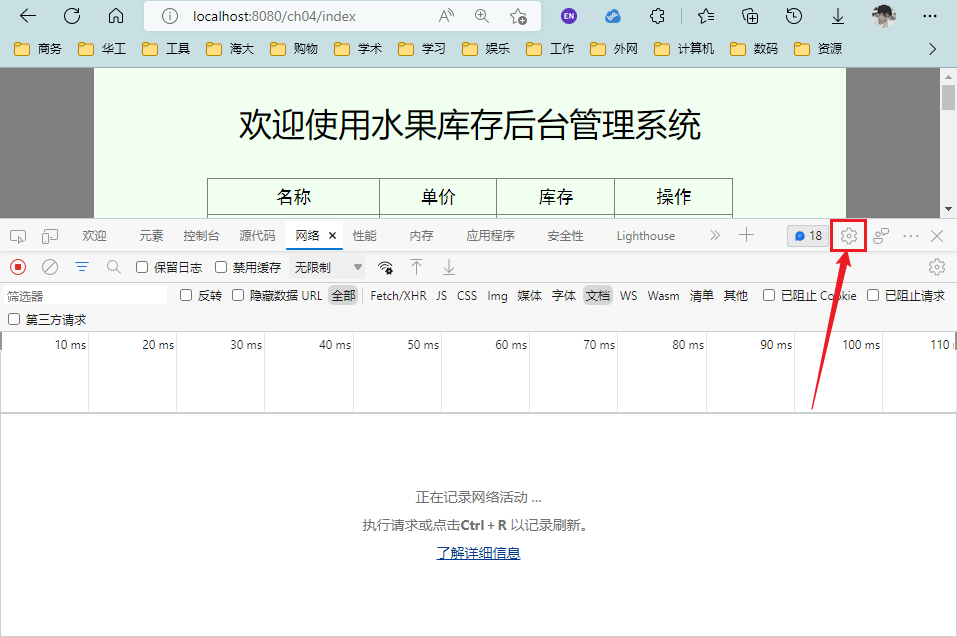 localhost:8080/ch04/index A EN
商务 华工 工具 海大 购物 学术 学习 娱乐 工作 外网 计算机 数码 资源
欢迎使用水果库存后台管理系统
名称 单价 库存 操作
欢迎 元素 控制台 源代码 网络 性能 内存 应用程序 安全性 Lighthouse 18
保留日志 禁用缓存 无限制
筛选器 反转 隐藏数据 URL 全部 Fetch/XHR JS CSS Img 媒体 字体 文档 WS Wasm 清单 其他 已阻止 Cookie 已阻止请求
第三方请求
10 ms 20 ms 30 ms 40 ms 50 ms 60 ms 70 ms 80 ms 90 ms 100 ms 110
正在记录网络活动 ...
执行请求或点击Ctrl + R 以记录刷新。
了解详细信息